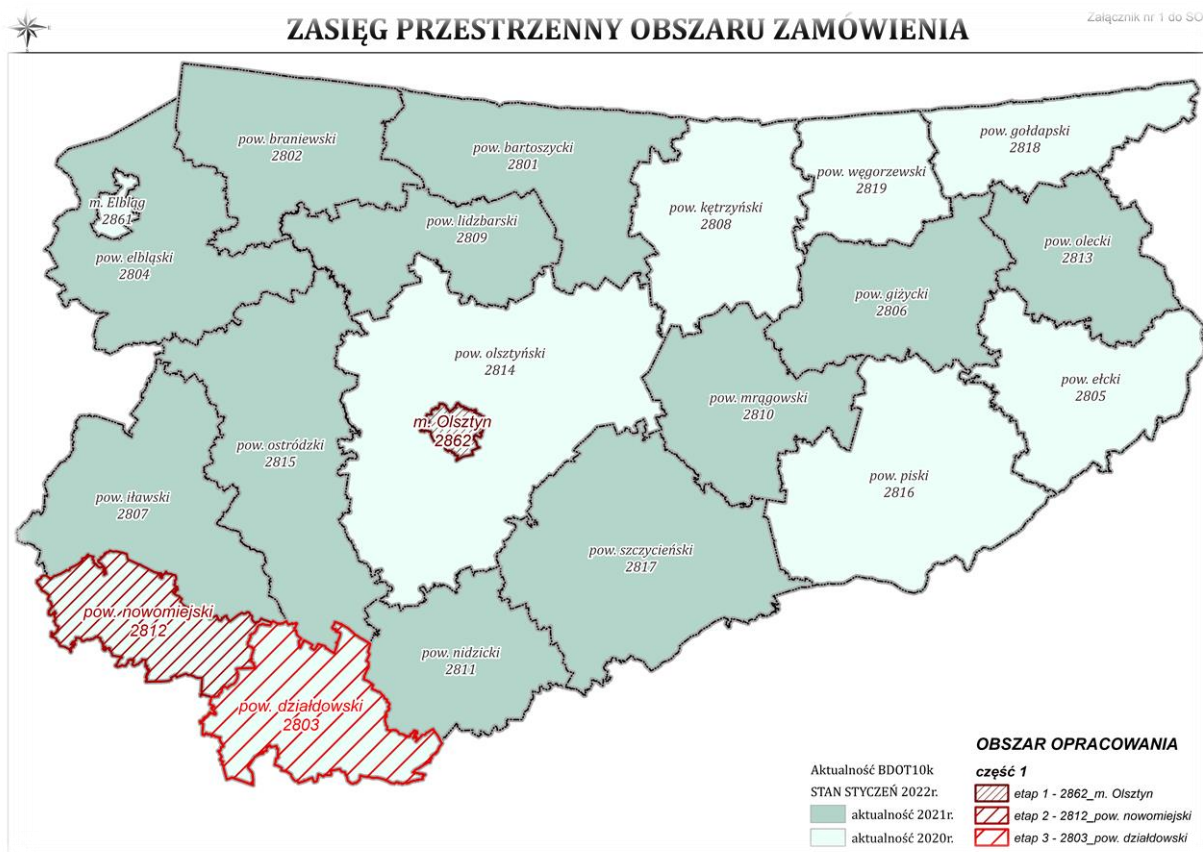 Załącznik nr 1 do SO
ZASIĘG PRZESTRZENNY OBSZARU ZAMÓWIENIA
pow. braniewski
2802
pow. bartoszycki
2801
pow. gołdapski
2818
pow. węgorzewski
2819
m. Elbląg
2861
pow. kętrzyński
2808
pow. lidzbarski
2809
pow. olecki
2813
pow. elbląski
2804
pow. giżycki
2806
pow. olsztyński
2814
pow. ełcki
2805
pow. mrągowski
2810
m. Olsztyn
2862
pow. ostródzki
2815
pow. piski
2816
pow. iławski
2807
pow. szczycieński
2817
pow. nowomiejski
2812
pow. nidzicki
2811
pow. działdowski
2803
OBSZAR OPRACOWANIA
Aktualność BDOT10k
STAN STYCZEŃ 2022r.
aktualność 2021r.
aktualność 2020r.
część 1
etap 1 - 2862_m. Olsztyn
etap 2 - 2812_pow. nowomiejski
etap 3 - 2803_pow. działdowski